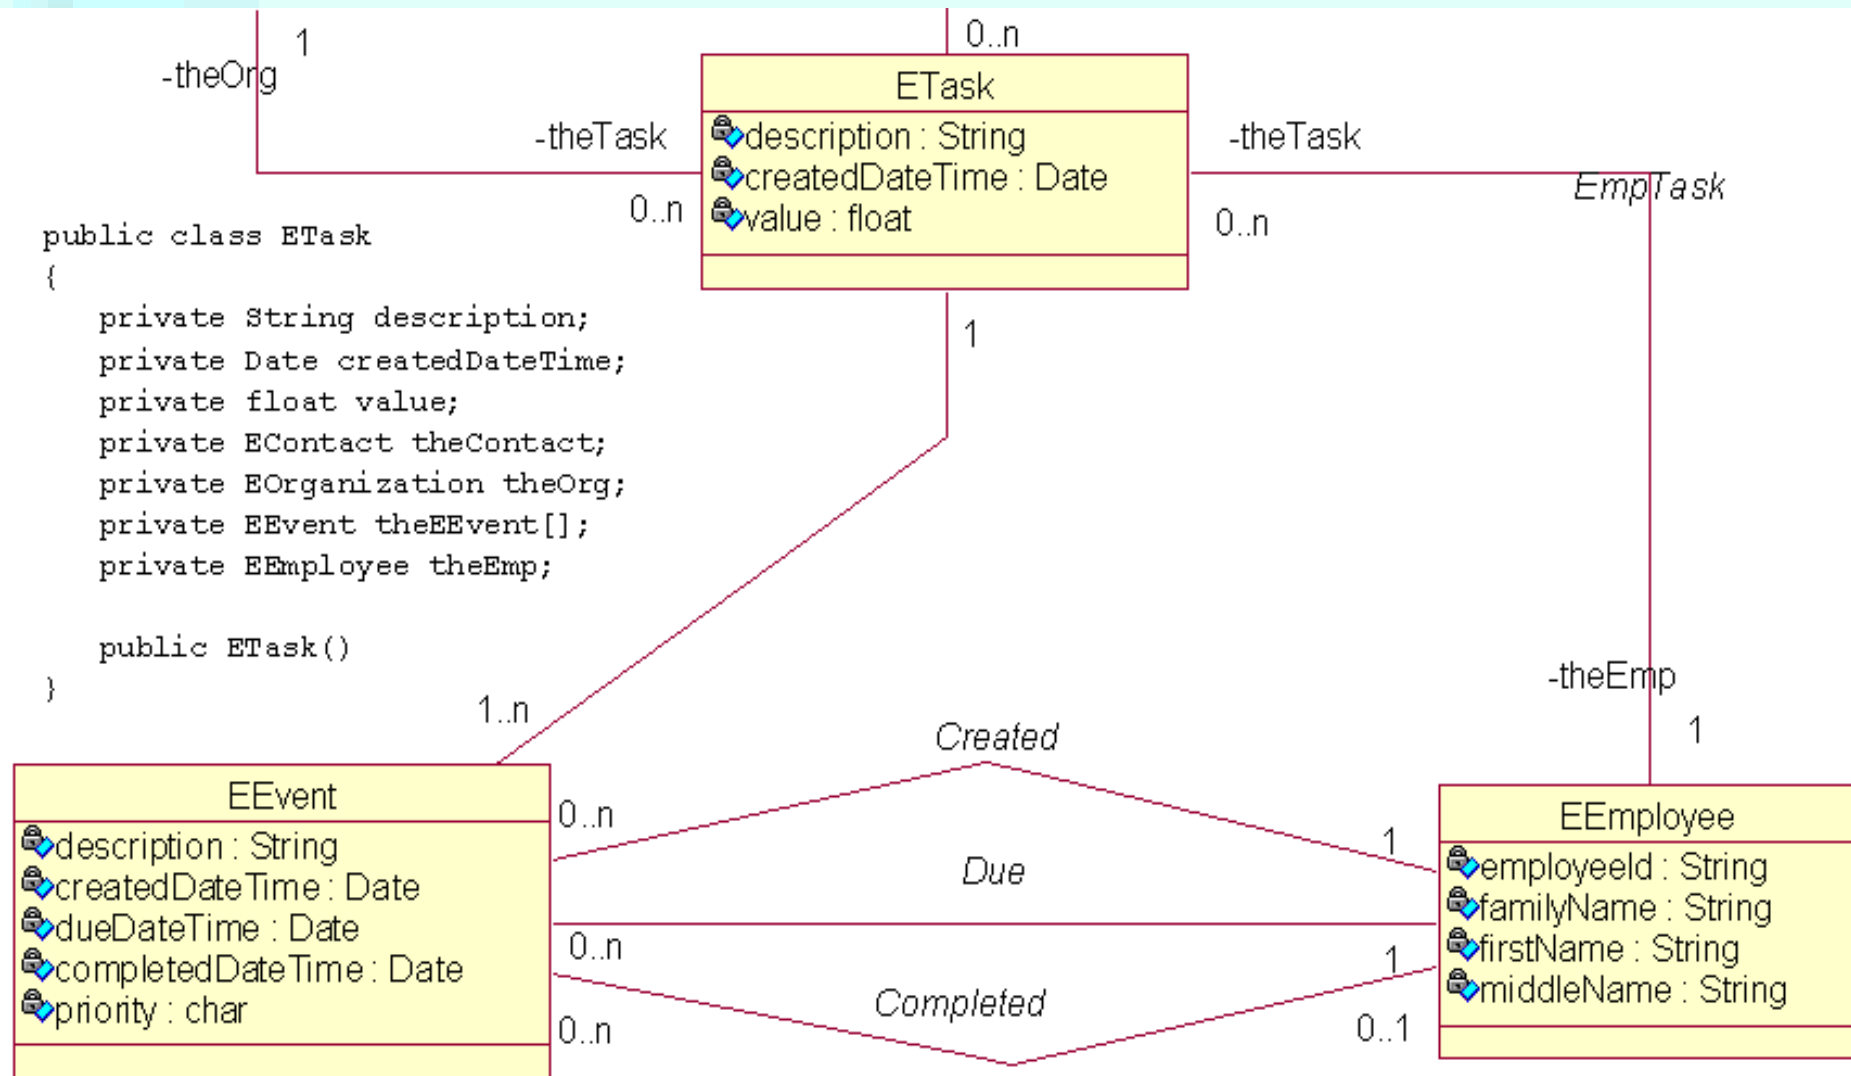 1
0..n
-theOrg
ETask
-theTask
description : String
-theTask
createdDateTime : Date
EmpTask
0..n
value : float
0..n
public class ETask
{
private String description;
private Date createdDateTime;
private float value;
private EContact theContact;
private EOrganization theOrg;
private EEvent theEEvent[];
private EEmployee theEmp;
public ETask()
}
1
-theEmp
1..n
1
Created
EEvent
description : String
createdDateTime : Date
dueDateTime : Date
completedDateTime : Date
priority : char
0..n
1
Due
0..n
1
Completed
0..n
0..1
EEmployee
employeeId : String
familyName : String
firstName : String
middleName : String